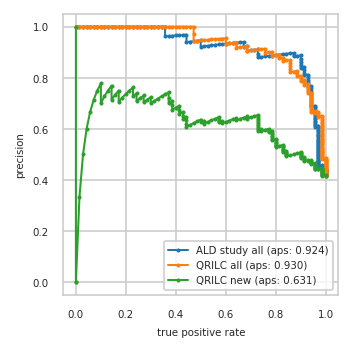 1.0
0.8
0.6
0.4
0.2
0.0
precision
0.0 0.2 0.4 0.6 0.8 1.0
true positive rate
ALD study all (aps: 0.924)
QRILC all (aps: 0.930)
QRILC new (aps: 0.631)